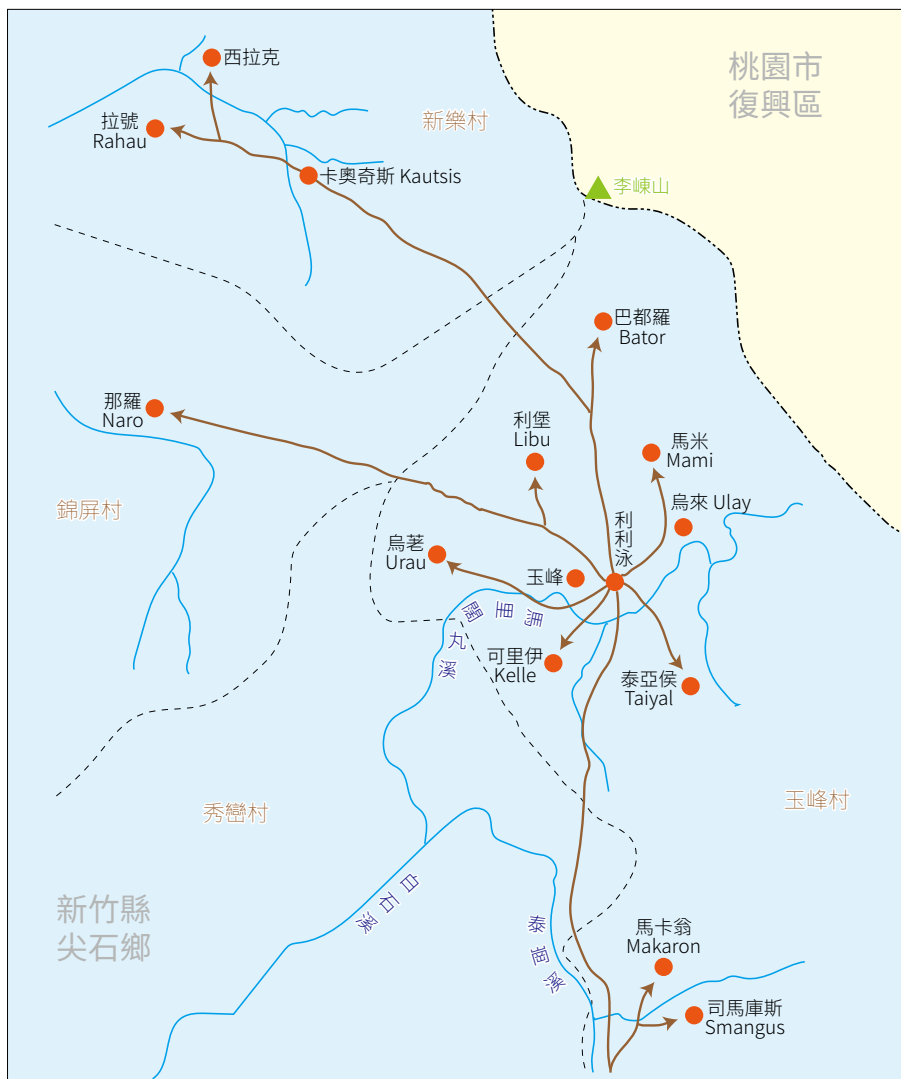 西拉克
桃園市
復興區
拉號
Rahau
新樂村
卡奧奇斯 Kautsis
李崠山
巴都羅
Bator
那羅
Naro
利堡
Libu
馬米
Mami
錦屏村
烏來 Ulay
利利泳
烏荖
Urau
玉峰
馬里闊丸溪
可里伊
Kelle
泰亞侯
Taiyal
秀巒村
玉峰村
白石溪
新竹縣
尖石鄉
泰崗溪
馬卡翁
Makaron
司馬庫斯
Smangus